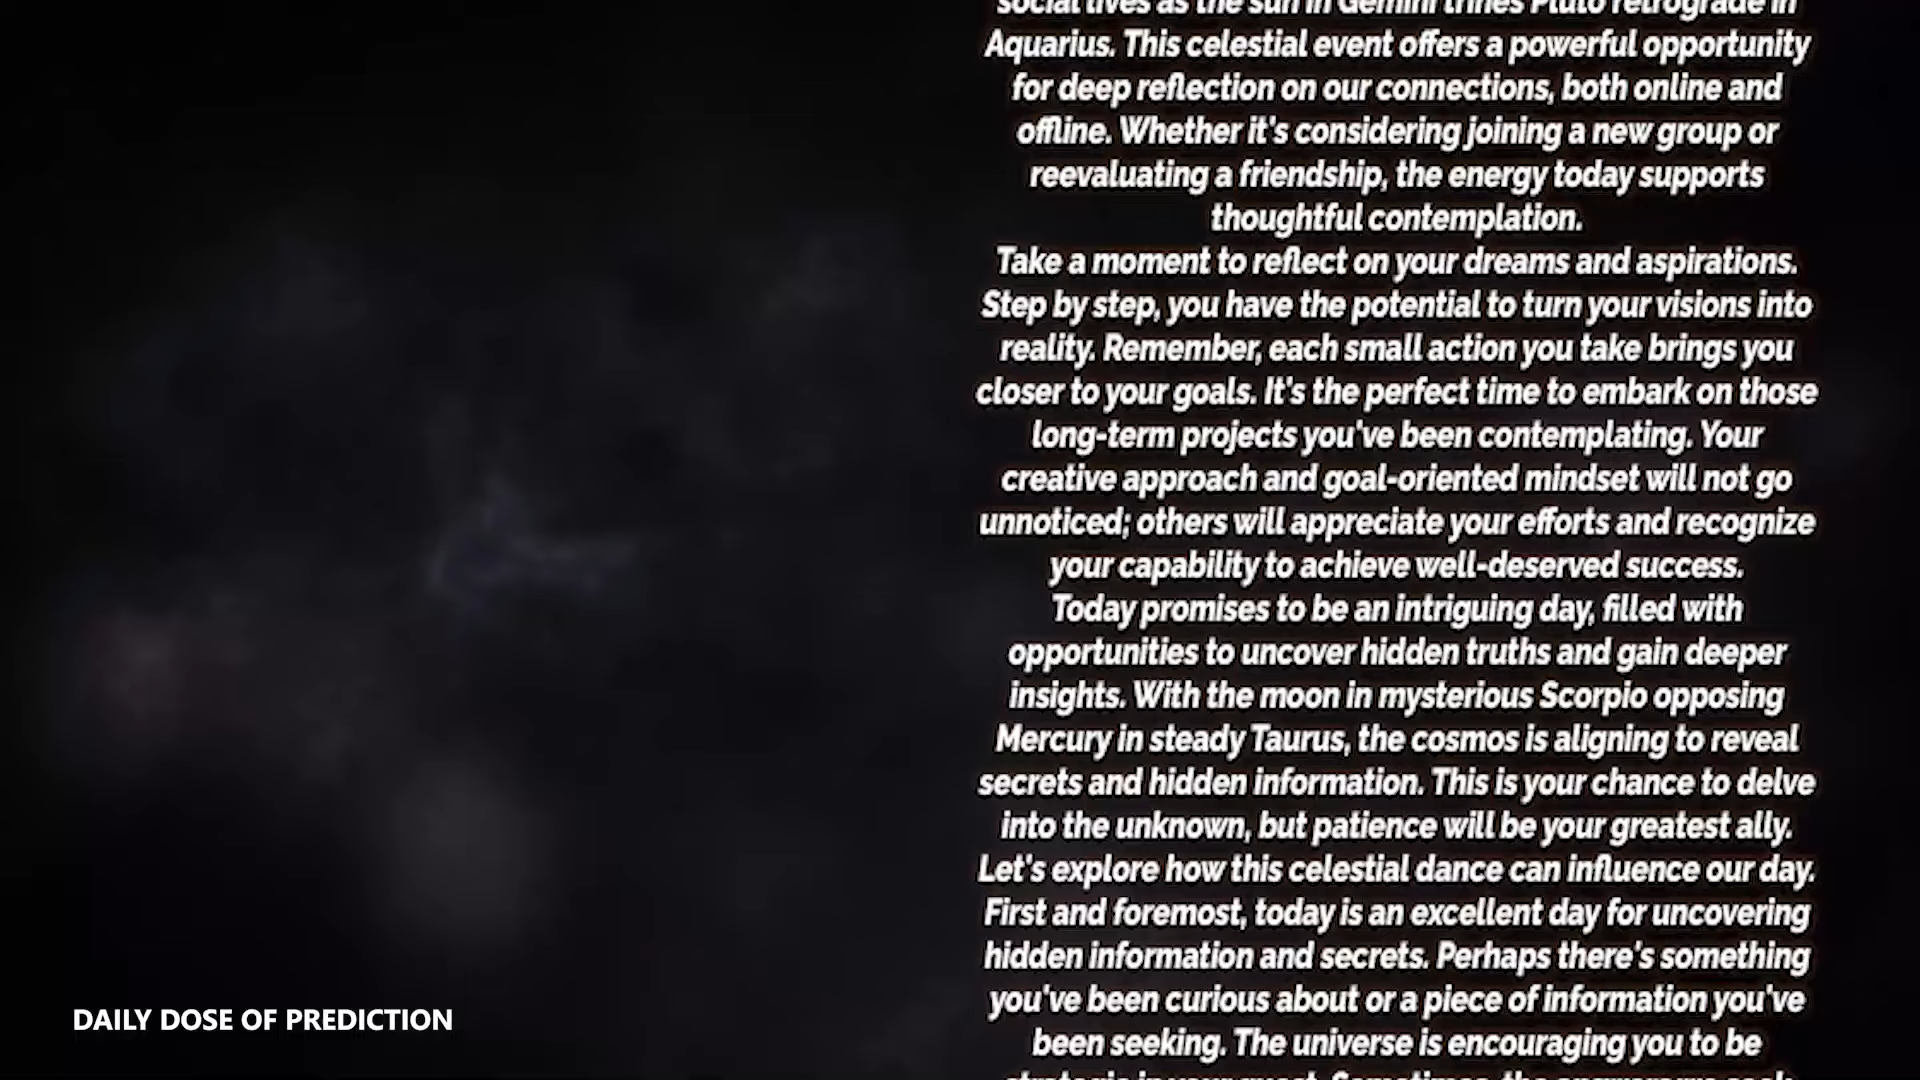 social lives as the sun in Gemini trines Pluto retrograde in
Aquarius. This celestial event offers a powerful opportunity
for deep reflection on our connections, both online and
offline. Whether it's considering joining a new group or
reevaluating a friendship, the energy today supports
thoughtful contemplation.
Take a moment to reflect on your dreams and aspirations.
Step by step, you have the potential to turn your visions into
reality. Remember, each small action you take brings you
closer to your goals. It's the perfect time to embark on those
long-term projects you've been contemplating. Your
creative approach and goal-oriented mindset will not go
unnoticed; others will appreciate your efforts and recognize
your capability to achieve well-deserved success.
Today promises to be an intriguing day, filled with
opportunities to uncover hidden truths and gain deeper
insights. With the moon in mysterious Scorpio opposing
Mercury in steady Taurus, the cosmos is aligning to reveal
secrets and hidden information. This is your chance to delve
into the unknown, but patience will be your greatest ally.
Let's explore how this celestial dance can influence our day.
First and foremost, today is an excellent day for uncovering
hidden information and secrets. Perhaps there's something
you've been curious about or a piece of information you've
been seeking. The universe is encouraging you to be
DAILY DOSE OF PREDICTION